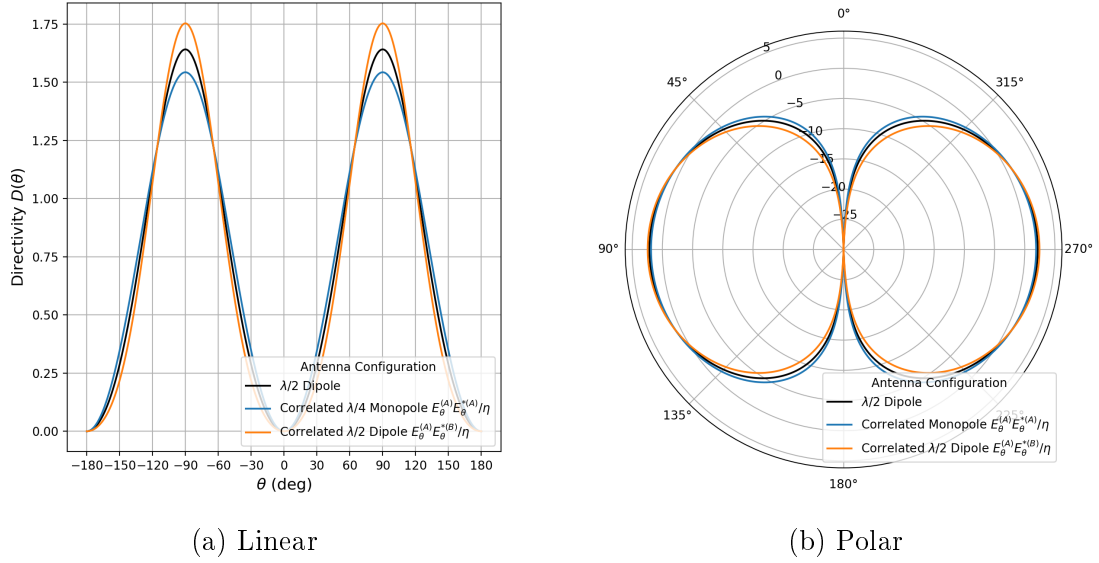 1.75
1.50
1.25
1.00
0.75
0.50
0.25
0.00
Directivity D(θ)
−180 −150 −120 −90 −60 −30 0 30 60 90 120 150 180
θ (deg)
Antenna Configuration
λ/2 Dipole
Correlated λ/4 Monopole E_θ^(A)E_θ^*(A)/η
Correlated λ/2 Dipole E_θ^(A)E_θ^*(B)/η
(a) Linear
0°
45°
315°
90°
270°
135°
225°
180°
5
0
−5
−10
−15
−20
−25
Antenna Configuration
λ/2 Dipole
Correlated Monopole E_θ^(A)E_θ^*(A)/η
Correlated λ/2 Dipole E_θ^(A)E_θ^*(B)/η
(b) Polar